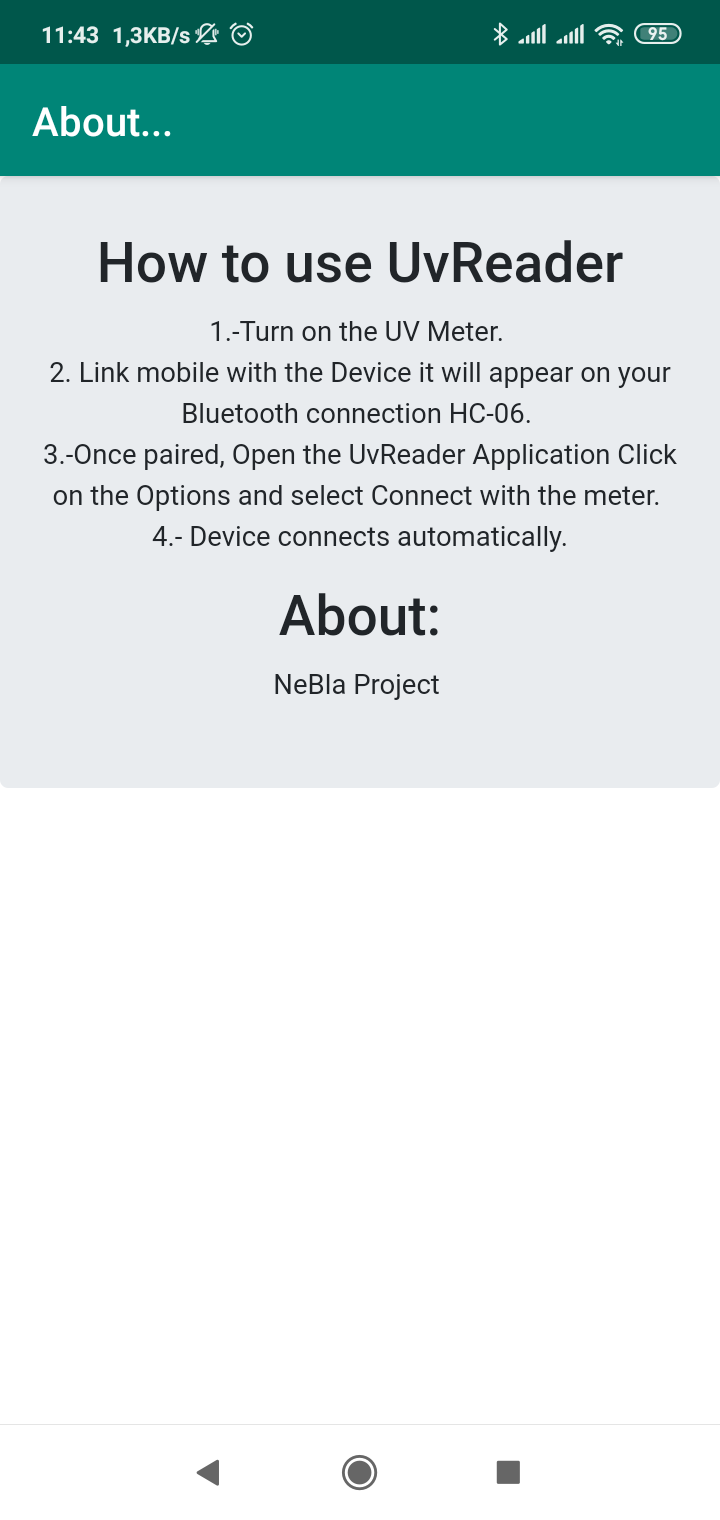 11:43 1,3KB/s 95
About...
How to use UvReader
1.-Turn on the UV Meter.
2. Link mobile with the Device it will appear on your
Bluetooth connection HC-06.
3.-Once paired, Open the UvReader Application Click
on the Options and select Connect with the meter.
4.- Device connects automatically.
About:
NeBla Project